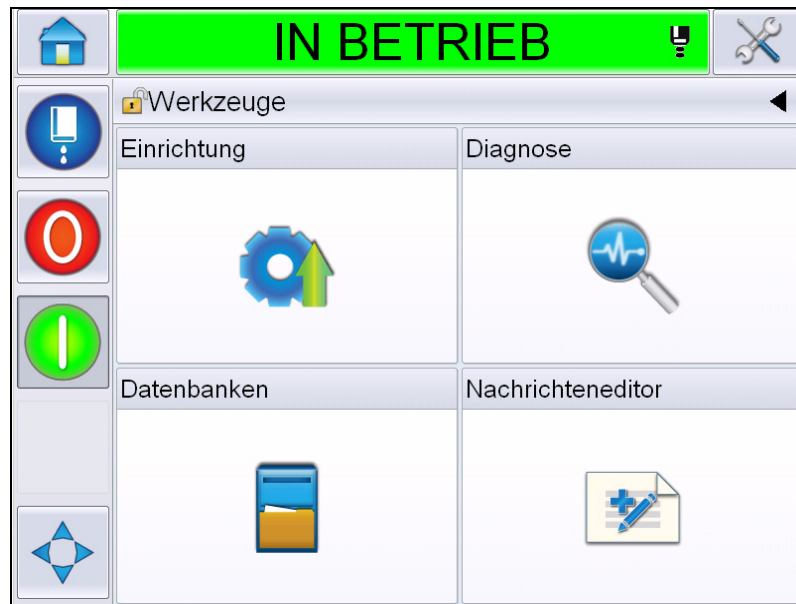 IN BETRIEB
Werkzeuge
Einrichtung
Diagnose
Datenbanken
Nachrichteneditor